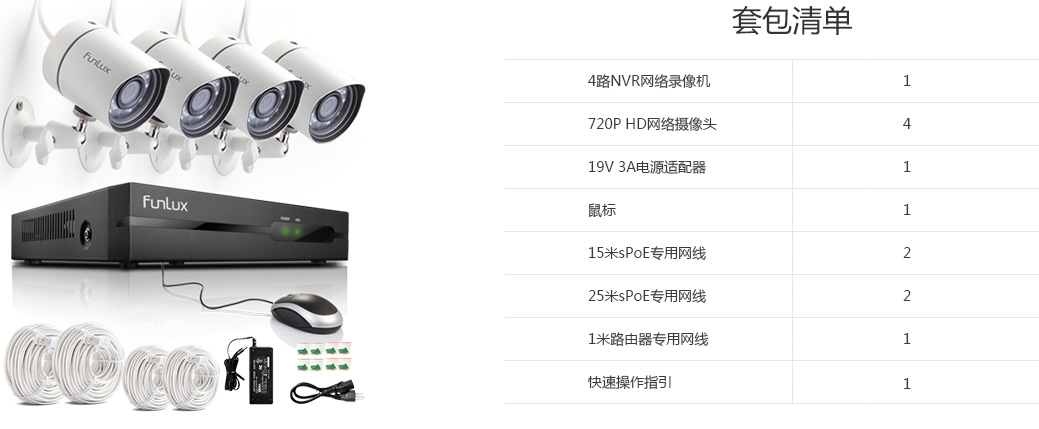 套包清单
Funlux
Funlux
Funlux
4路NVR网络录像机 1
720P HD网络摄像头 4
19V 3A电源适配器 1
鼠标 1
15米sPoE专用网线 2
25米sPoE专用网线 2
1米路由器专用网线 1
快速操作指引 1
Funlux
POWER HDD